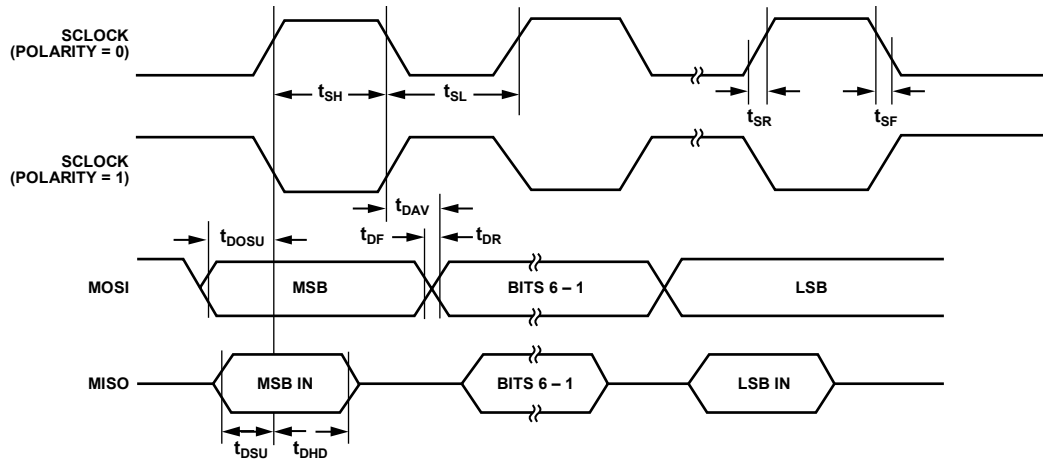 SCLOCK
(POLARITY = 0)
tSH
tSL
tSR
tSF
SCLOCK
(POLARITY = 1)
tDAV
tDOSU
tDF
tDR
MOSI
MSB
BITS 6 – 1
LSB
MISO
MSB IN
BITS 6 – 1
LSB IN
tDSU
tDHD